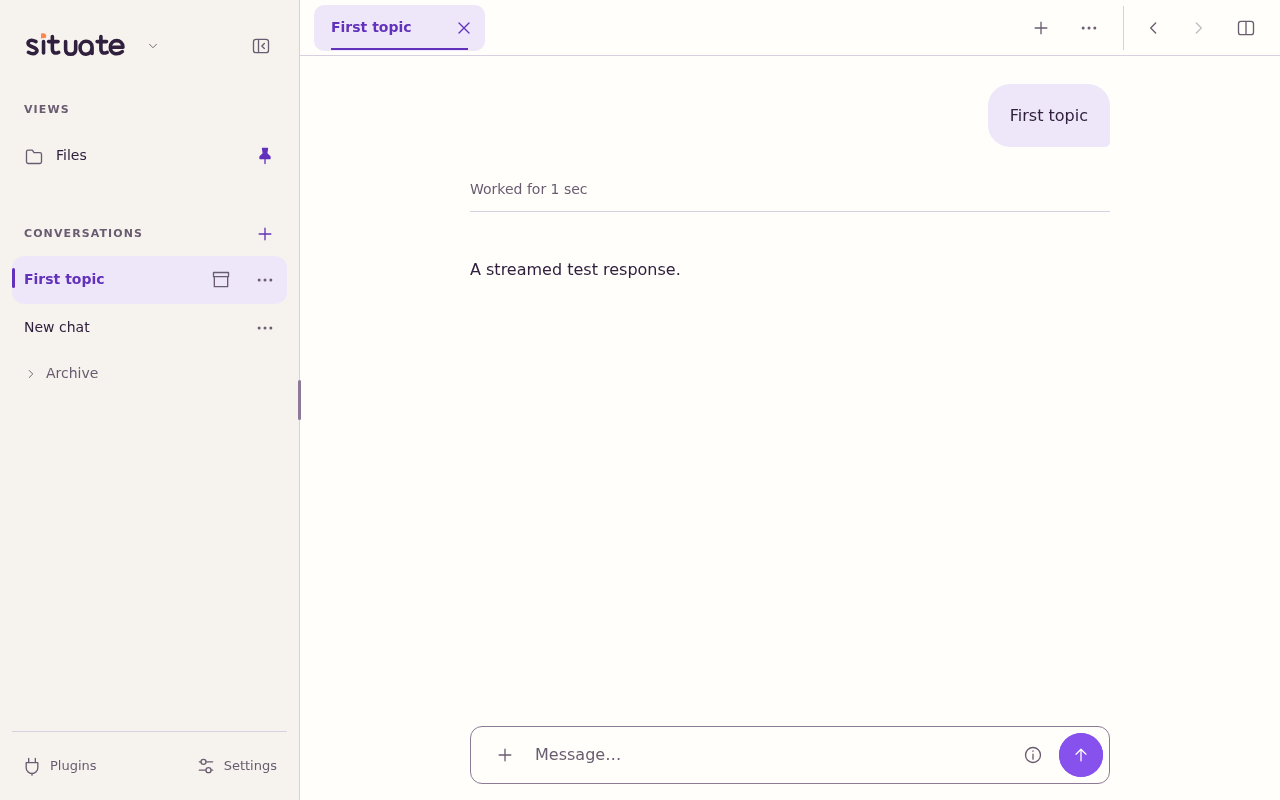 situate
VIEWS
Files
CONVERSATIONS
First topic
New chat
Archive
Plugins
Settings
First topic
First topic
Worked for 1 sec
A streamed test response.
Message…